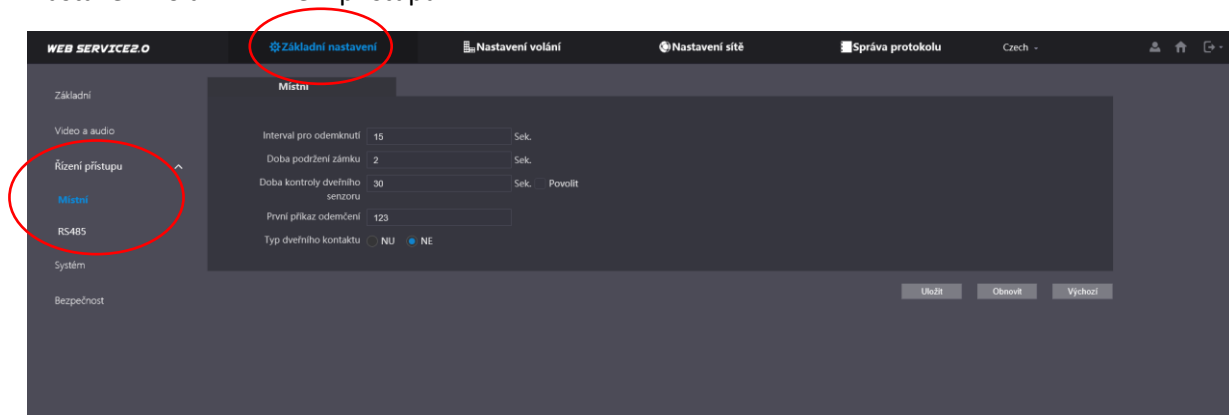 WEB SERVICE2.0
Základní nastavení
Nastavení volání
Nastavení sítě
Správa protokolu
Czech
Základní
Video a audio
Řízení přístupu
Místní
RS485
Systém
Bezpečnost
Místní
Interval pro odemknutí 15 Sek.
Doba podržení zámku 2 Sek.
Doba kontroly dveřního 30 Sek. Povolit
senzoru
První příkaz odemčení 123
Typ dveřního kontaktu NU NE
Uložit Obnovit Výchozí